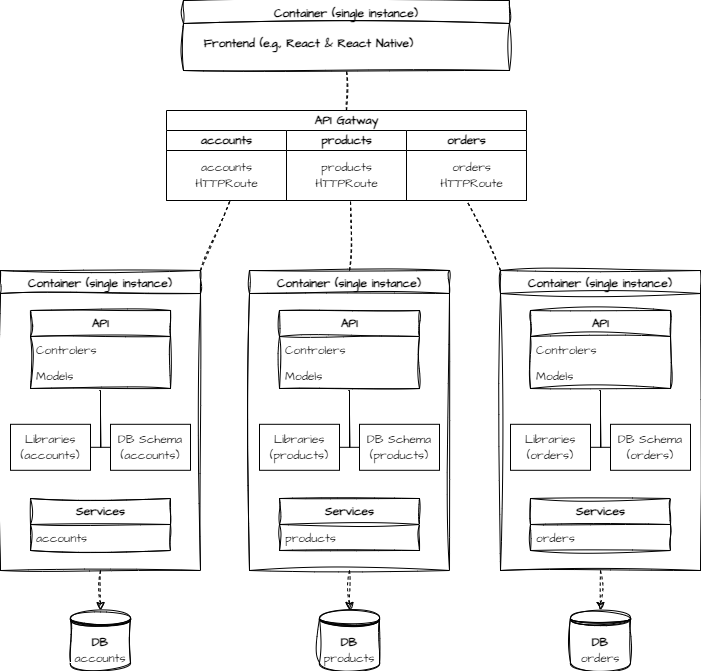 Container (single instance)
Frontend (e.g, React & React Native)
API Gatway
accounts products orders
accounts products orders
HTTPRoute HTTPRoute HTTPRoute
Container (single instance)
API
Controlers
Models
Libraries
(accounts)
DB Schema
(accounts)
Services
accounts
DB
accounts
Container (single instance)
API
Controlers
Models
Libraries
(products)
DB Schema
(products)
Services
products
DB
products
Container (single instance)
API
Controlers
Models
Libraries
(orders)
DB Schema
(orders)
Services
orders
DB
orders